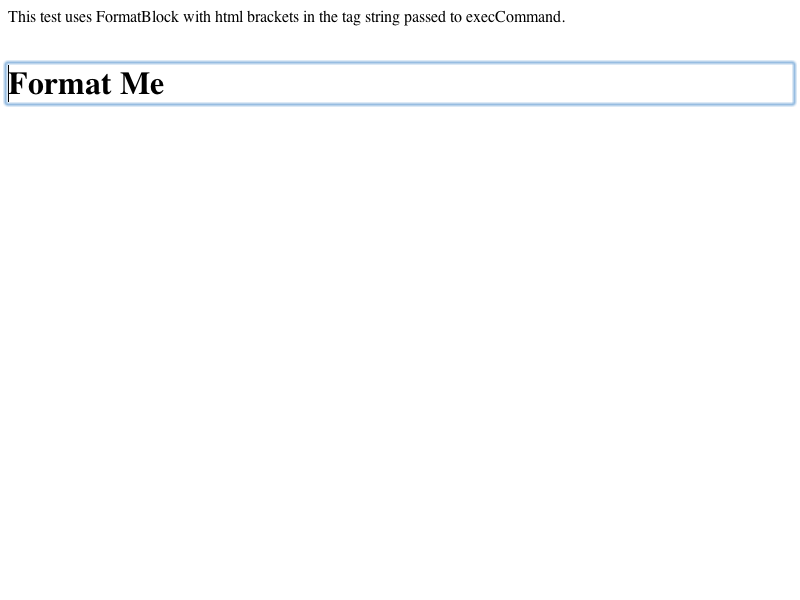 This test uses FormatBlock with html brackets in the tag string passed to execCommand.
Format Me